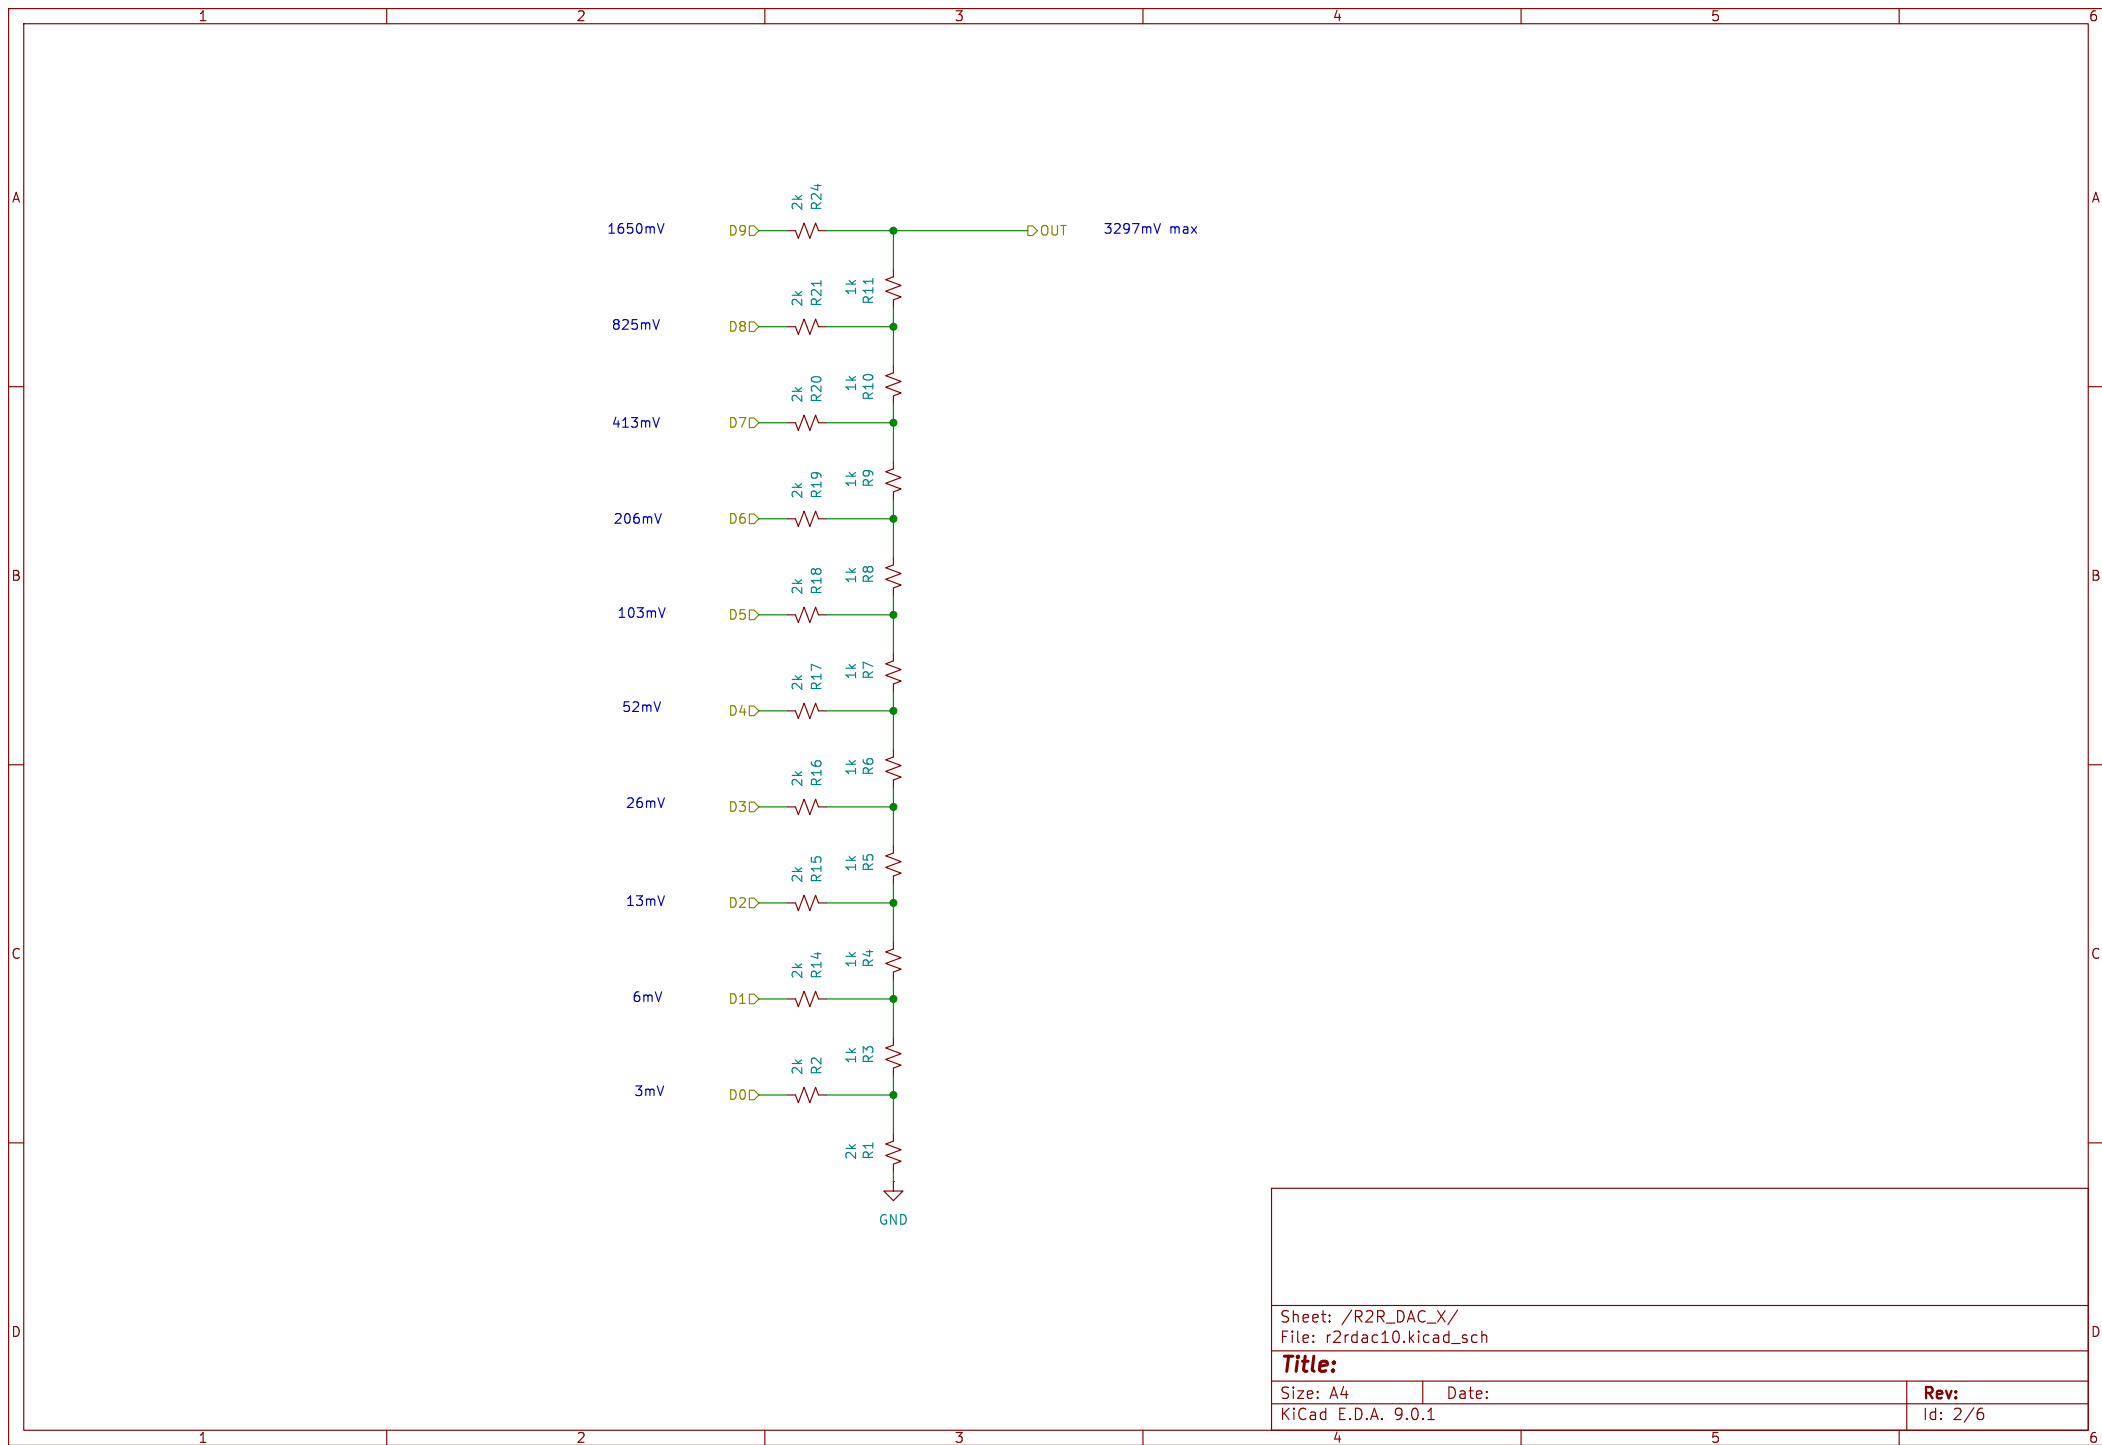 1 2 3 4 5 6
A A
2k R24
1650mV D9 OUT 3297mV max
2k R21 1k R11
825mV D8
2k R20 1k R10
413mV D7
2k R19 1k R9
206mV D6
B B
2k R18 1k R8
103mV D5
2k R17 1k R7
52mV D4
2k R16 1k R6
26mV D3
2k R15 1k R5
13mV D2
C C
2k R14 1k R4
6mV D1
2k R2 1k R3
3mV D0
2k R1
GND
D D
Sheet: /R2R_DAC_X/
File: r2rdac10.kicad_sch
Title:
Size: A4 Date: Rev:
KiCad E.D.A. 9.0.1 Id: 2/6
1 2 3 4 5 6